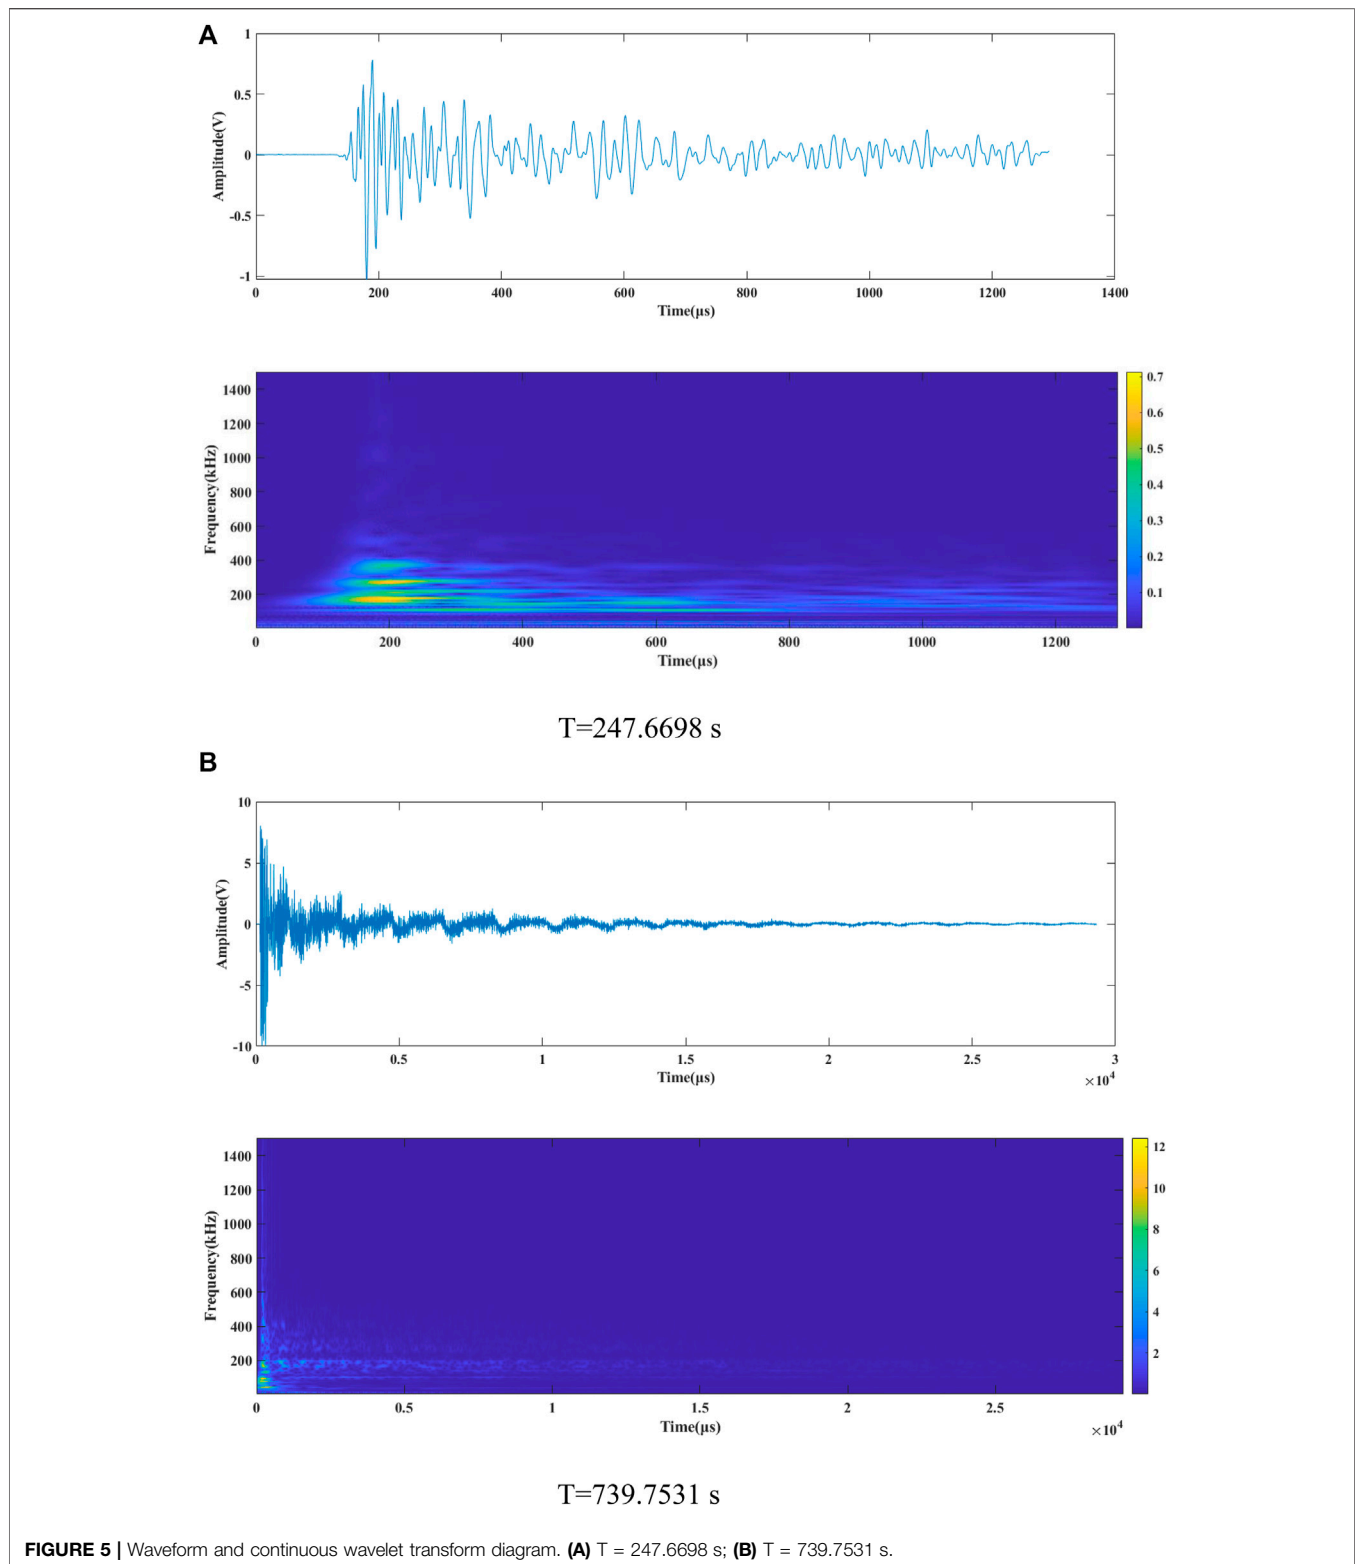 A
1
0.5
0
-0.5
-1
Amplitude(V)
0 200 400 600 800 1000 1200 1400
Time(μs)
1400
1200
1000
800
600
400
200
Frequency(kHz)
0 200 400 600 800 1000 1200
Time(μs)
0.7
0.6
0.5
0.4
0.3
0.2
0.1
T=247.6698 s
B
10
5
0
-5
-10
Amplitude(V)
0 0.5 1 1.5 2 2.5 3
Time(μs)
×10⁴
1400
1200
1000
800
600
400
200
Frequency(kHz)
0 0.5 1 1.5 2 2.5
Time(μs)
×10⁴
12
10
8
6
4
2
T=739.7531 s
FIGURE 5 | Waveform and continuous wavelet transform diagram. (A) T = 247.6698 s; (B) T = 739.7531 s.